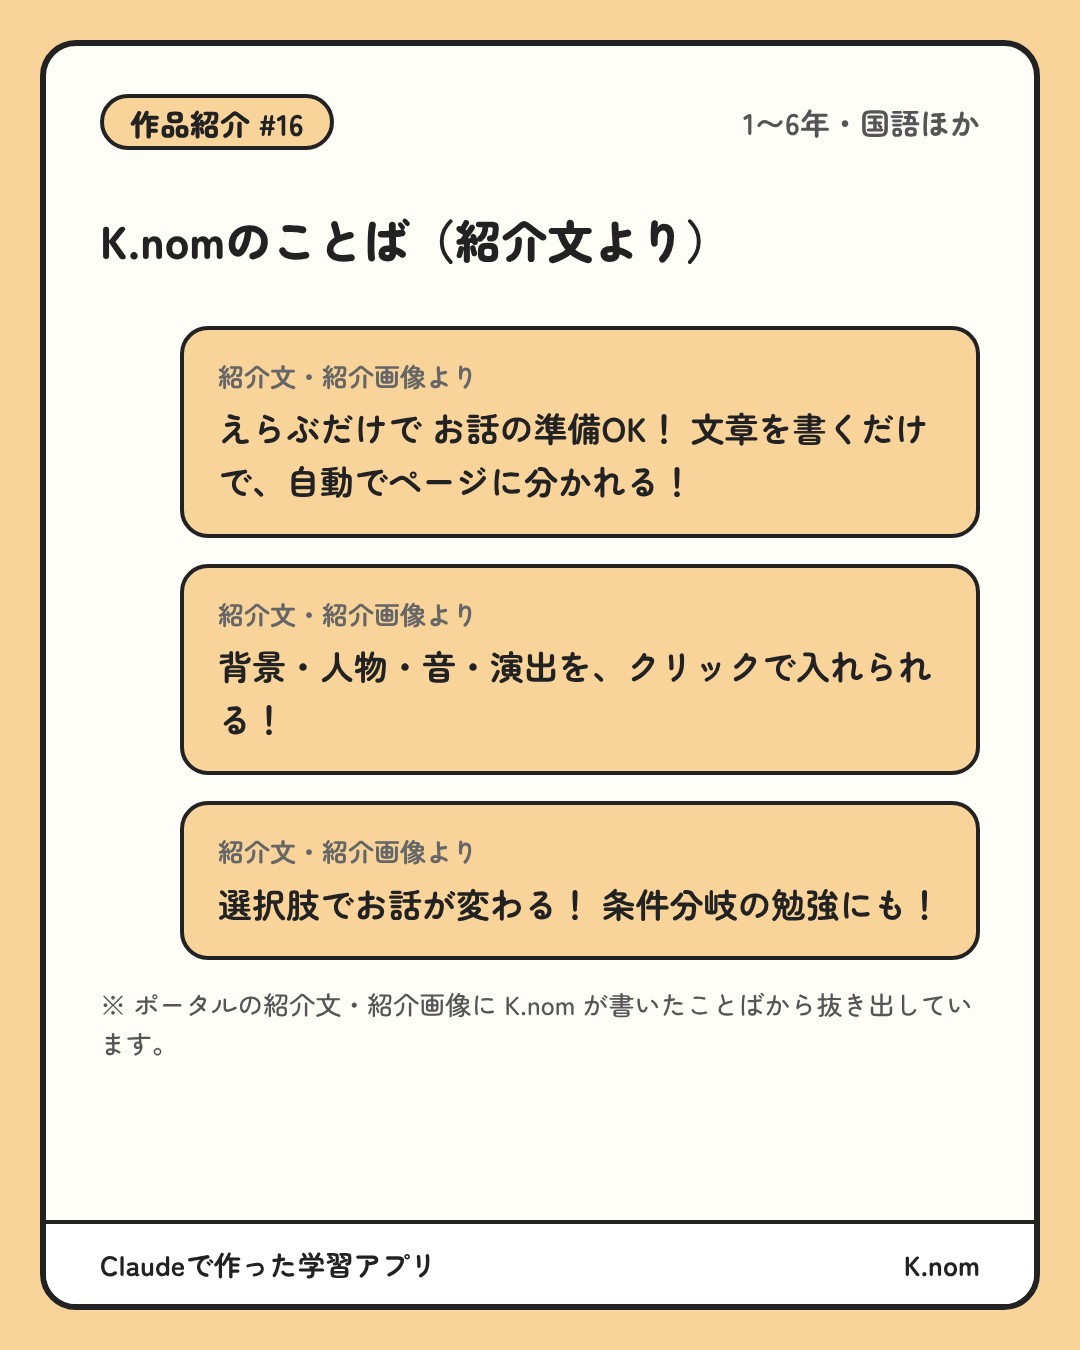 作品紹介 #16
1〜6年・国語ほか
K.nomのことば（紹介文より）
紹介文・紹介画像より
えらぶだけで お話の準備OK！ 文章を書くだけ
で、自動でページに分かれる！
紹介文・紹介画像より
背景・人物・音・演出を、クリックで入れられ
る！
紹介文・紹介画像より
選択肢でお話が変わる！ 条件分岐の勉強にも！
※ ポータルの紹介文・紹介画像に K.nom が書いたことばから抜き出してい
ます。
Claudeで作った学習アプリ
K.nom